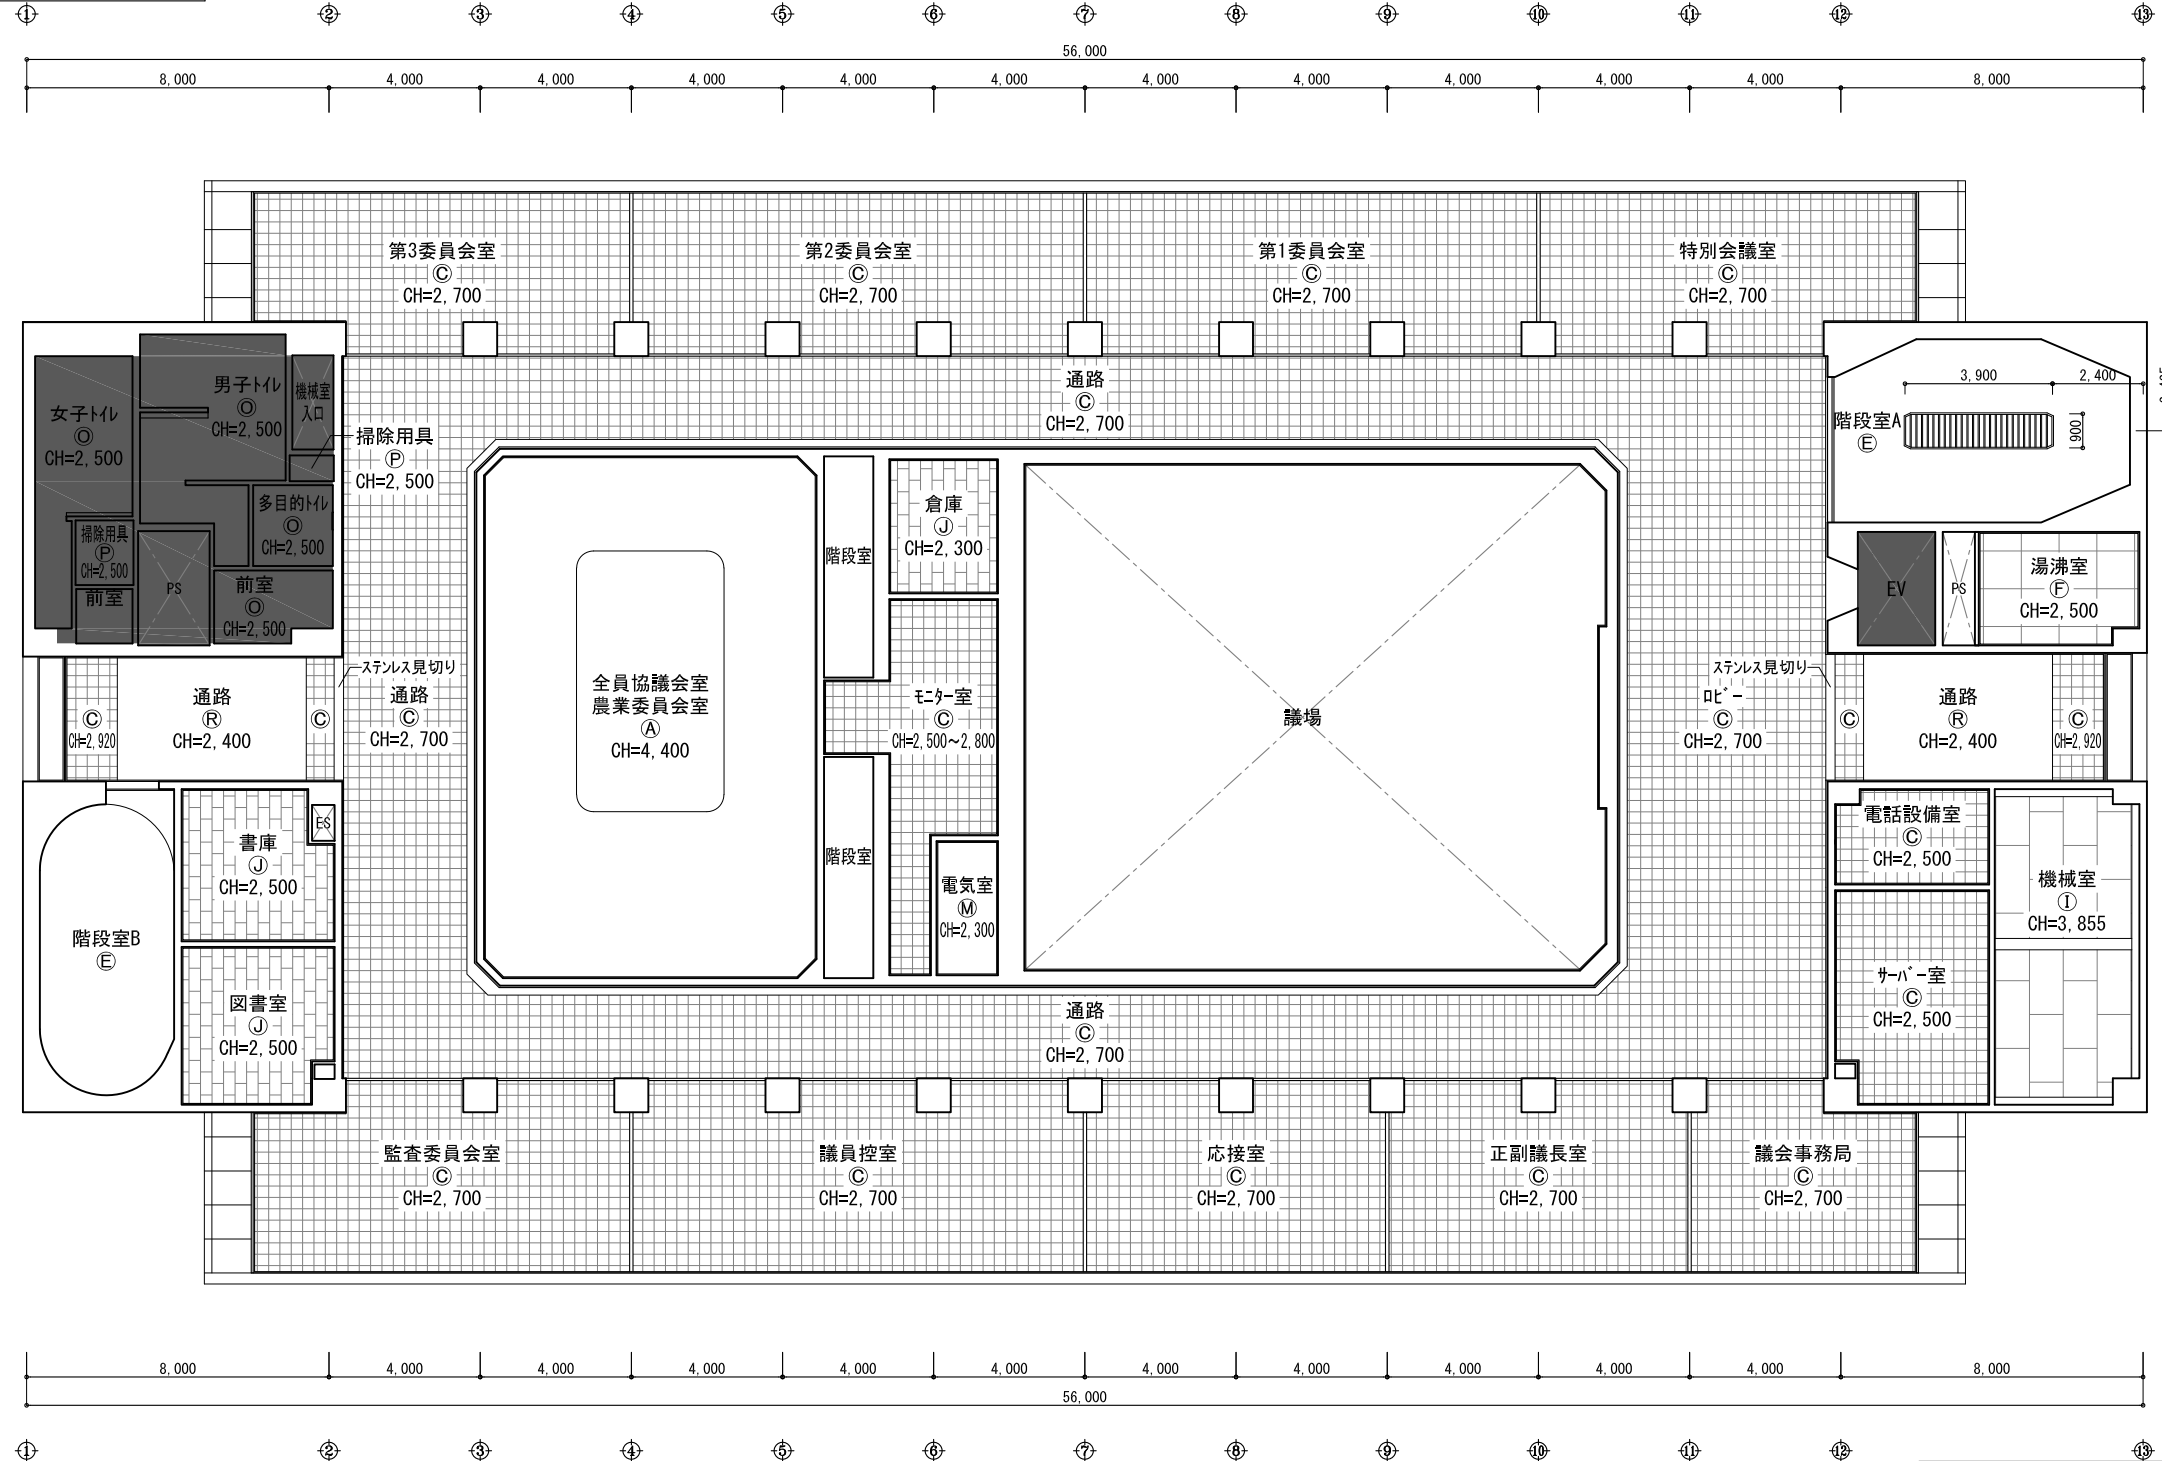 ① ② ③ ④ ⑤ ⑥ ⑦ ⑧ ⑨ ⑩ ⑪ ⑫ ⑬
56,000
8,000 4,000 4,000 4,000 4,000 4,000 4,000 4,000 4,000 4,000 4,000 8,000
第3委員会室
Ⓒ
CH=2,700
第2委員会室
Ⓒ
CH=2,700
第1委員会室
Ⓒ
CH=2,700
特別会議室
Ⓒ
CH=2,700
女子トイレ
Ⓞ
CH=2,500
男子トイレ
Ⓞ
CH=2,500
機械室
入口
掃除用具
Ⓟ
CH=2,500
多目的トイレ
Ⓞ
CH=2,500
掃除用具
Ⓟ
CH=2,500
前室
PS
前室
Ⓞ
CH=2,500
通路
Ⓒ
CH=2,700
階段室A
Ⓔ
3,900
2,400
900
EV
PS
湯沸室
Ⓕ
CH=2,500
階段室
倉庫
Ⓙ
CH=2,300
ステンレス見切り
Ⓒ
CH=2,920
通路
Ⓡ
CH=2,400
Ⓒ
通路
Ⓒ
CH=2,700
全員協議会室
農業委員会室
Ⓐ
CH=4,400
モニター室
Ⓒ
CH=2,500～2,800
議場
ステンレス見切り
ロビー
Ⓒ
CH=2,700
Ⓒ
通路
Ⓡ
CH=2,400
Ⓒ
CH=2,920
階段室B
Ⓔ
書庫
Ⓙ
CH=2,500
ES
図書室
Ⓙ
CH=2,500
階段室
電気室
Ⓜ
CH=2,300
電話設備室
Ⓒ
CH=2,500
機械室
Ⓘ
CH=3,855
サーバー室
Ⓒ
CH=2,500
通路
Ⓒ
CH=2,700
監査委員会室
Ⓒ
CH=2,700
議員控室
Ⓒ
CH=2,700
応接室
Ⓒ
CH=2,700
正副議長室
Ⓒ
CH=2,700
議会事務局
Ⓒ
CH=2,700
8,000 4,000 4,000 4,000 4,000 4,000 4,000 4,000 4,000 4,000 4,000 8,000
56,000
① ② ③ ④ ⑤ ⑥ ⑦ ⑧ ⑨ ⑩ ⑪ ⑫ ⑬